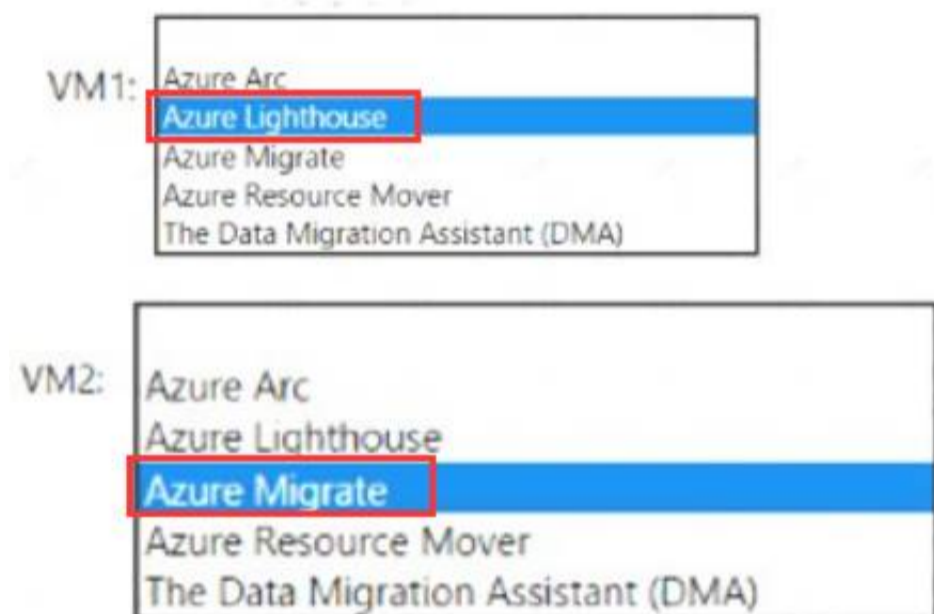 VM1:
Azure Arc
Azure Lighthouse
Azure Migrate
Azure Resource Mover
The Data Migration Assistant (DMA)
VM2:
Azure Arc
Azure Lighthouse
Azure Migrate
Azure Resource Mover
The Data Migration Assistant (DMA)